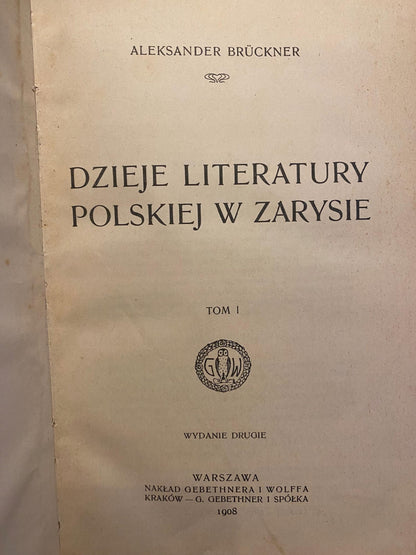 ALEKSANDER BRÜCKNER
DZIEJE LITERATURY
POLSKIEJ W ZARYSIE
TOM I
G W
WYDANIE DRUGIE
WARSZAWA
NAKŁAD GEBETHNERA I WOLFFA
KRAKÓW — G. GEBETHNER I SPÓŁKA
1908